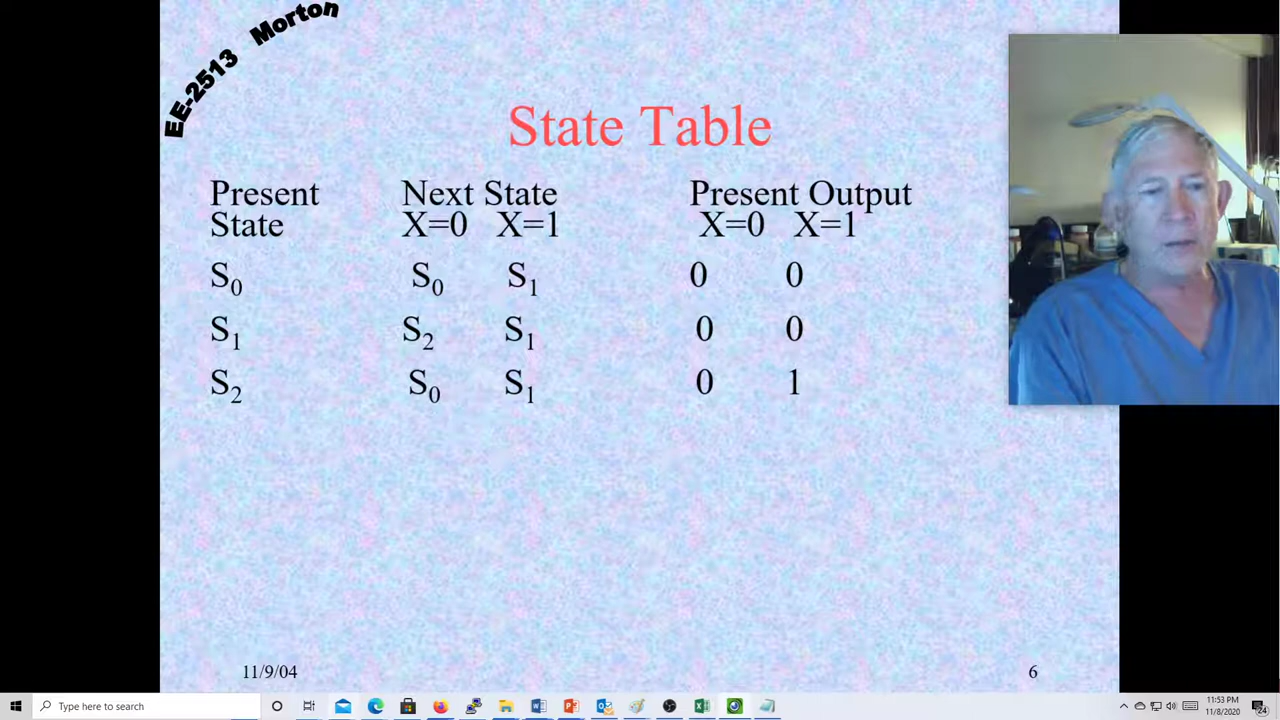 EE-2513 Morton
State Table
Present Next State Present Output
State X=0 X=1 X=0 X=1
S0 S0 S1 0 0
S1 S2 S1 0 0
S2 S0 S1 0 1
11/9/04 6
Type here to search
11:53 PM
11/8/2020
24